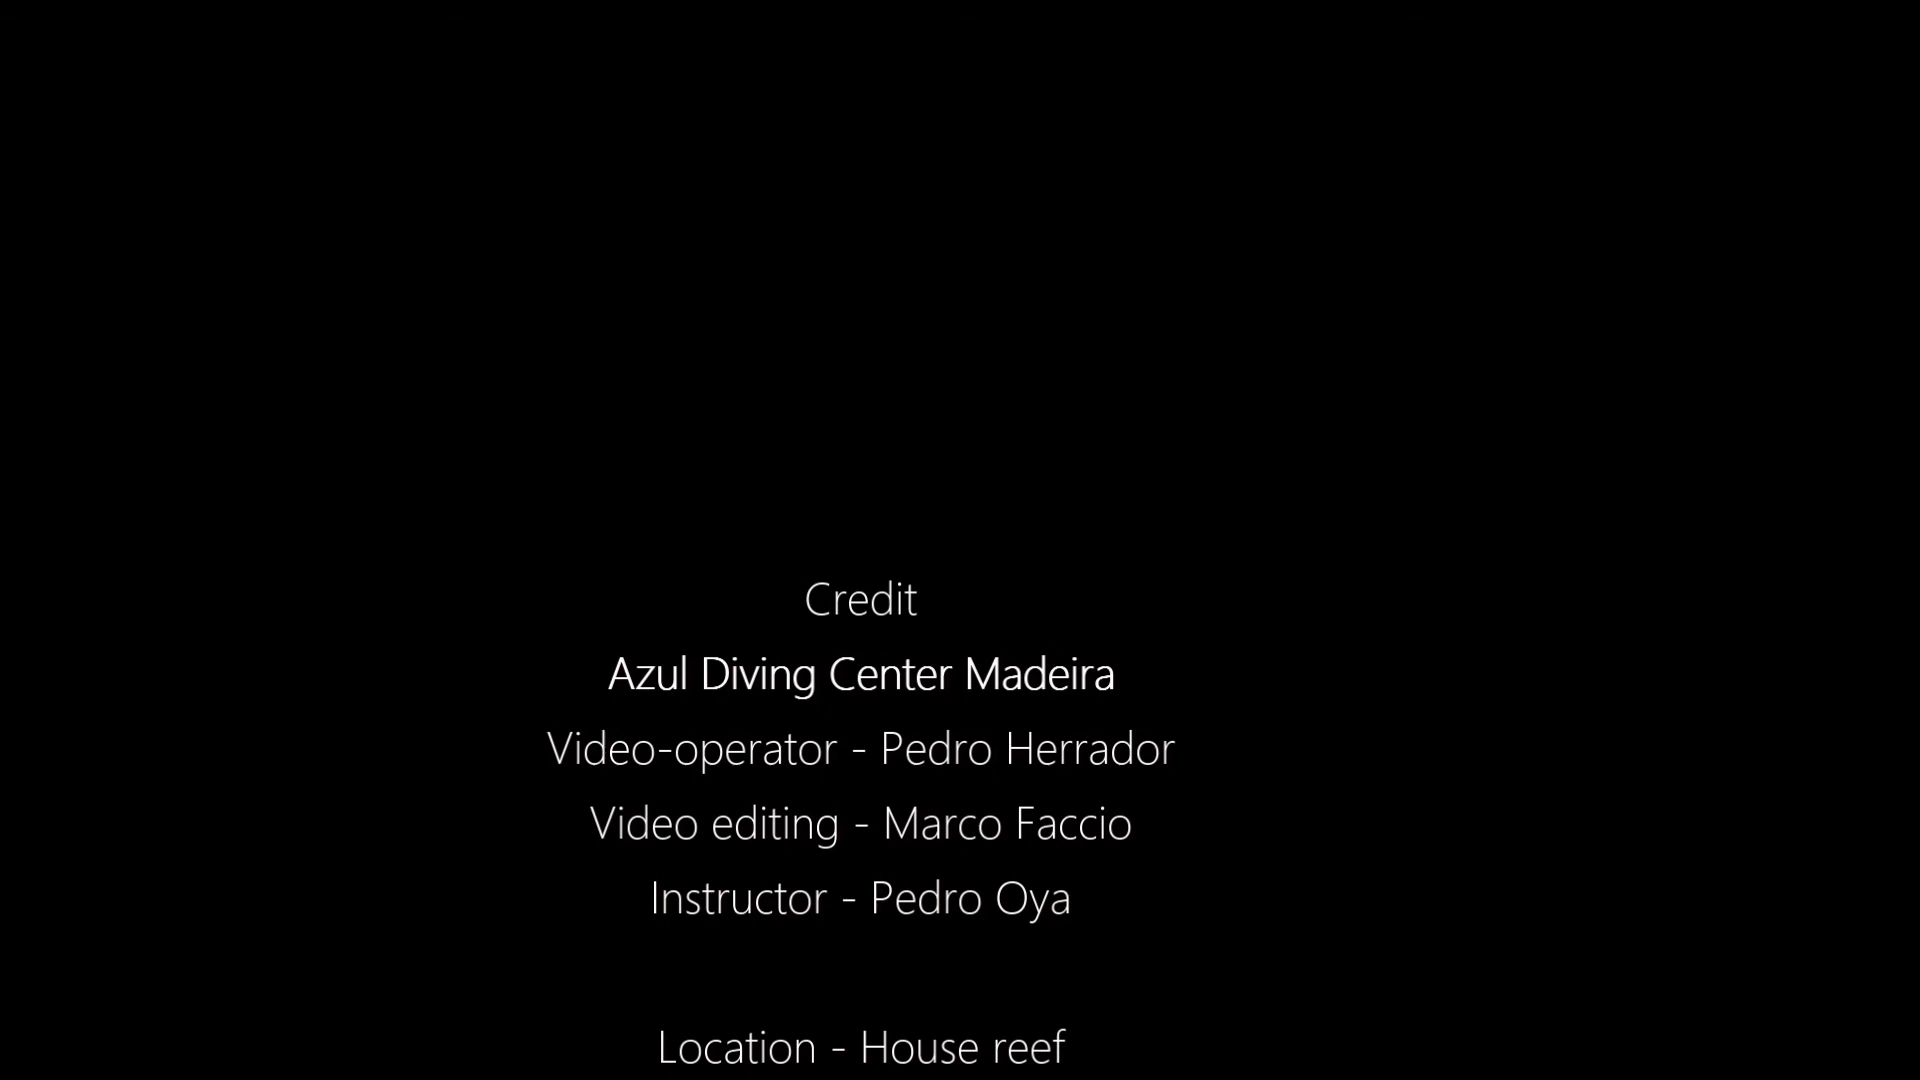 Credit
Azul Diving Center Madeira
Video-operator - Pedro Herrador
Video editing - Marco Faccio
Instructor - Pedro Oya
Location - House reef